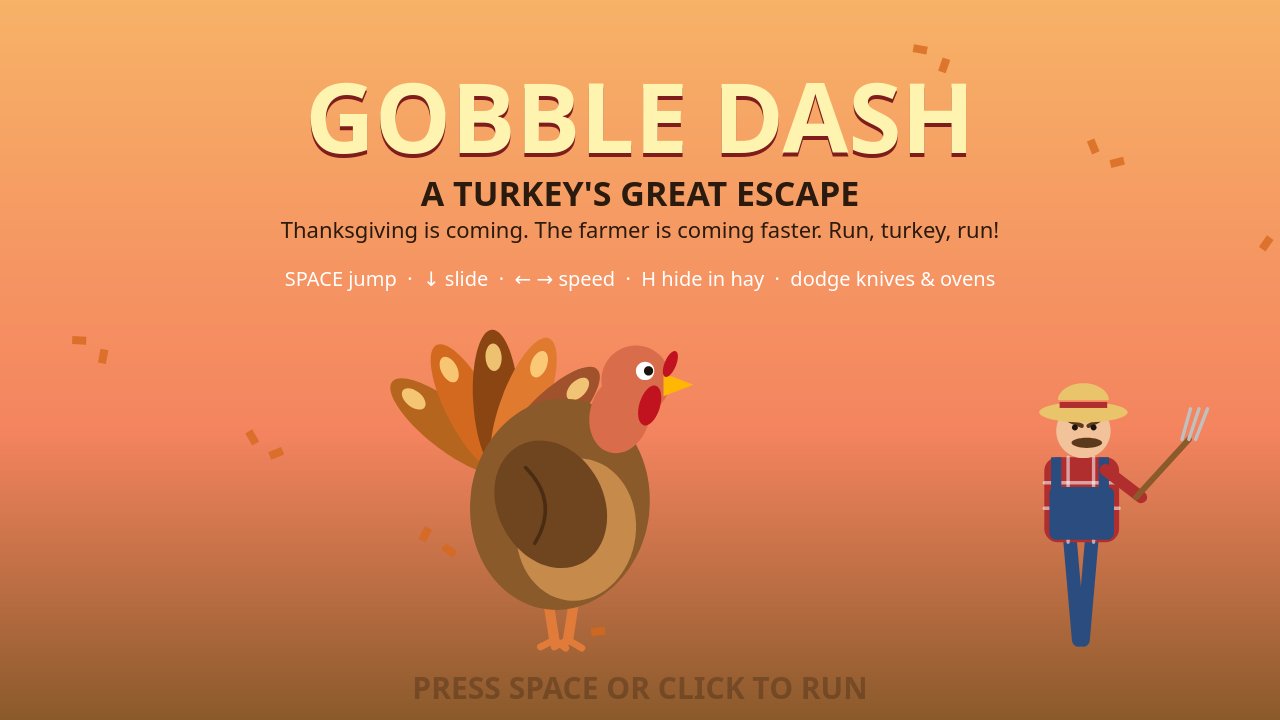 GOBBLE DASH
A TURKEY'S GREAT ESCAPE
Thanksgiving is coming. The farmer is coming faster. Run, turkey, run!
SPACE jump · ↓ slide · ← → speed · H hide in hay · dodge knives & ovens
PRESS SPACE OR CLICK TO RUN